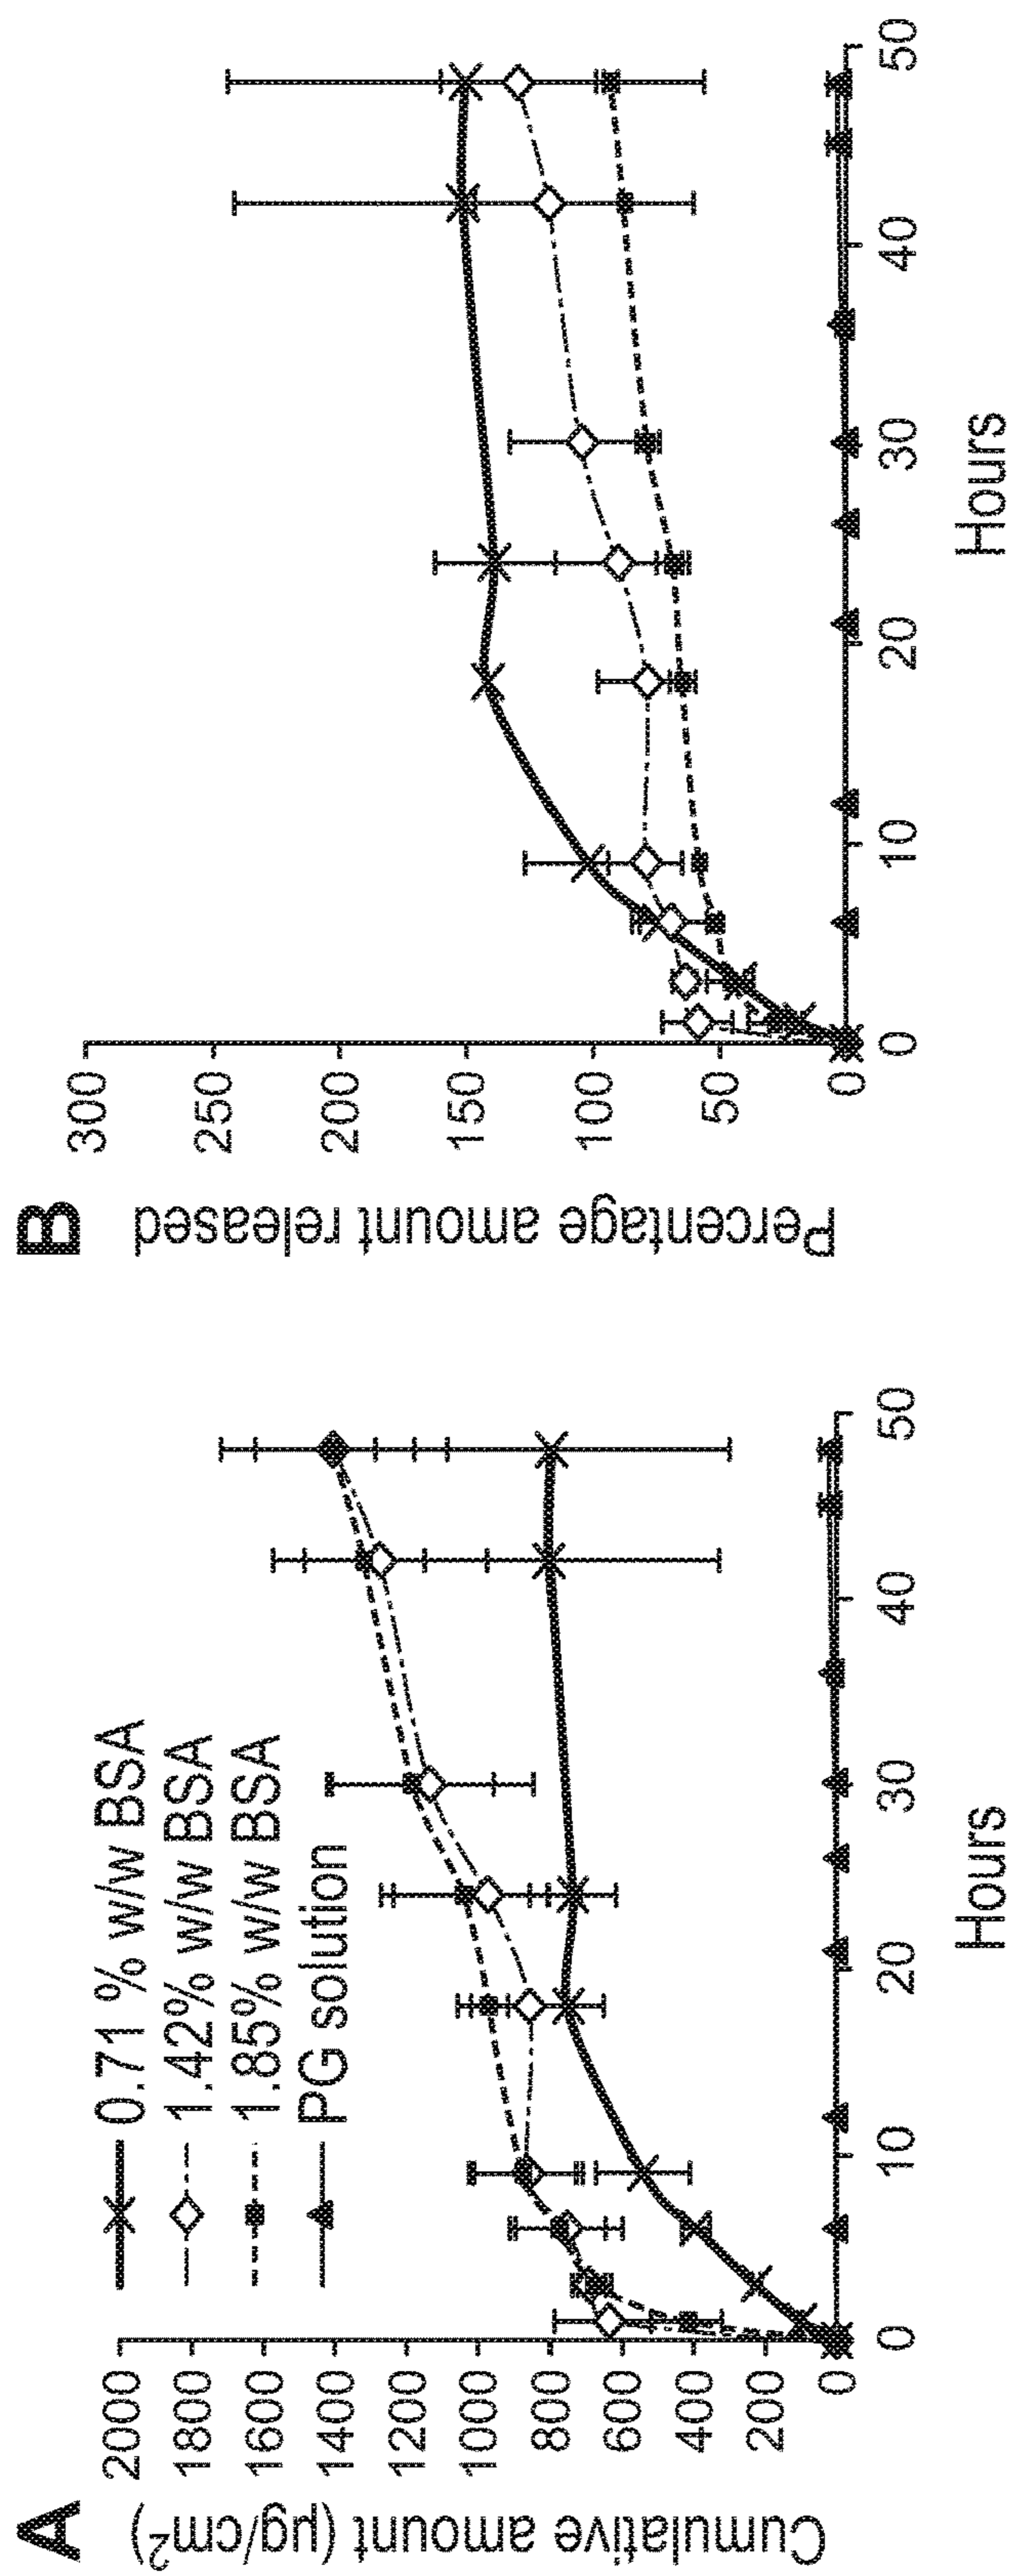 A
Cumulative amount (µg/cm²)
2000
1800
1600
1400
1200
1000
800
600
400
200
0
0.71 % w/w BSA
1.42% w/w BSA
1.85% w/w BSA
PG solution
0 10 20 30 40 50
Hours
B
Percentage amount released
300
250
200
150
100
50
0
0 10 20 30 40 50
Hours